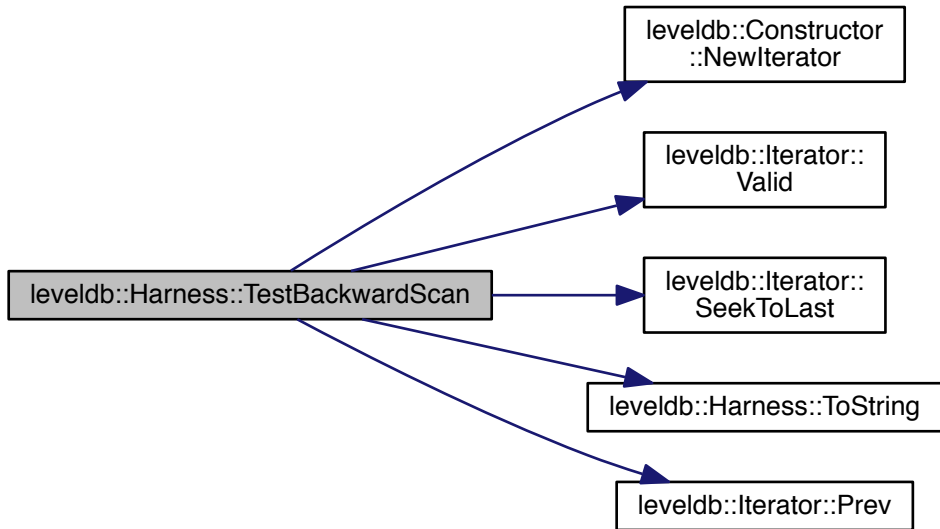 leveldb::Constructor
::NewIterator
leveldb::Iterator::
Valid
leveldb::Harness::TestBackwardScan
leveldb::Iterator::
SeekToLast
leveldb::Harness::ToString
leveldb::Iterator::Prev